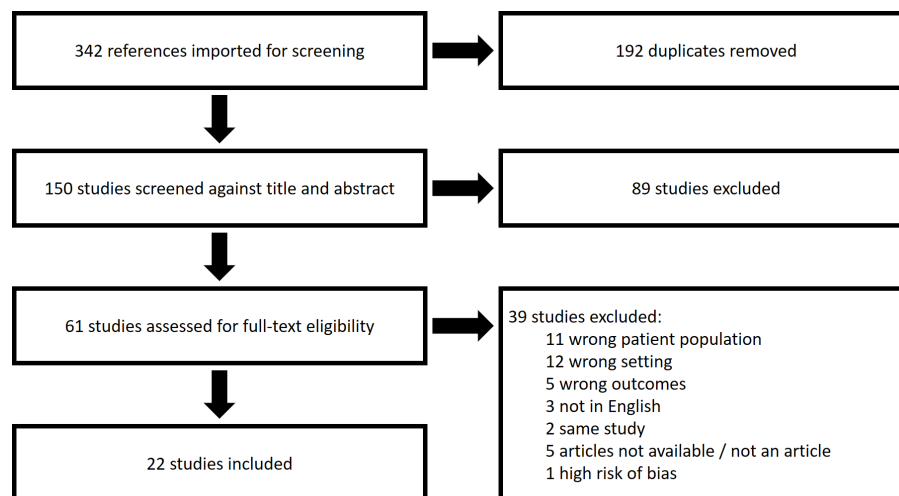 342 references imported for screening
192 duplicates removed
150 studies screened against title and abstract
89 studies excluded
61 studies assessed for full-text eligibility
39 studies excluded:
11 wrong patient population
12 wrong setting
5 wrong outcomes
3 not in English
2 same study
5 articles not available / not an article
1 high risk of bias
22 studies included